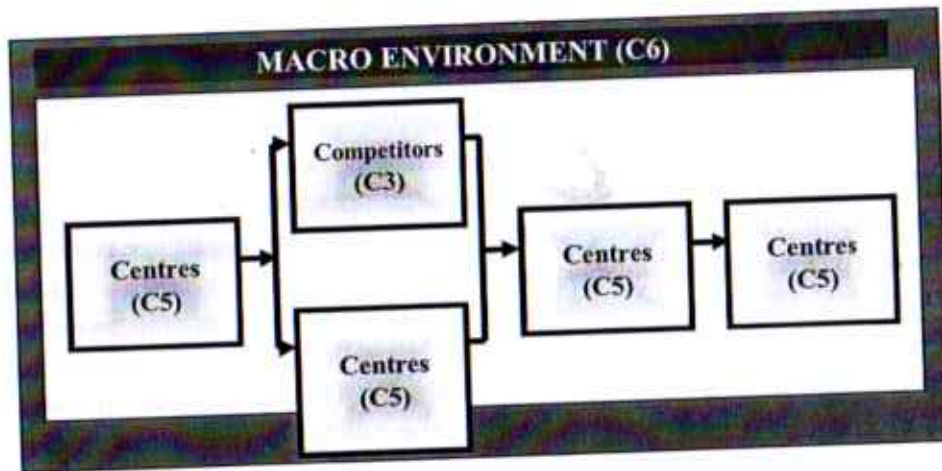 MACRO ENVIRONMENT (C6)
Competitors
(C3)
Centres
(C5)
Centres
(C5)
Centres
(C5)
Centres
(C5)